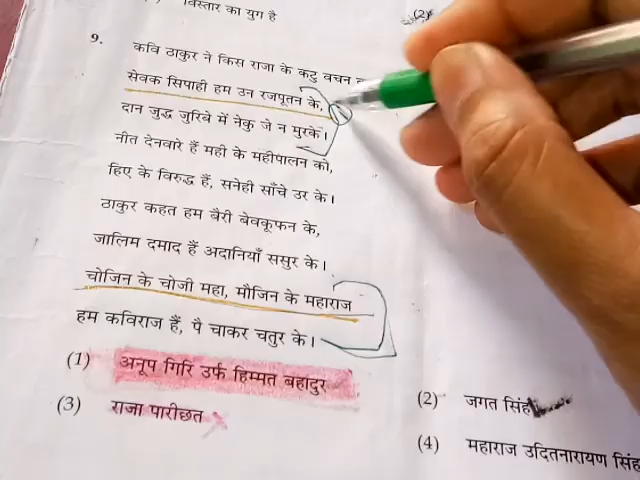 विस्तार का युग है
(2)
9.
कवि ठाकुर ने किस राजा के कटु वचन
सेवक सिपाही हम उन रजपूतन के,
दान जुद्ध जुरिवे में नेकु जे न मुरके।
नीत देनवारे हैं मही के महीपालन को,
हिए के विरुद्ध हैं, सनेही साँचे उर के।
ठाकुर कहत हम बैरी बेवकूफन के,
जालिम दमाद हैं अदानियाँ ससुर के।
चोजिन के चोजी महा, मौजिन के महाराज
हम कविराज हैं, पै चाकर चतुर के।
(1) अनूप गिरि उर्फ हिम्मत बहादुर
(2) जगत सिंह
(3) राजा पारीछत
(4) महाराज उदितनारायण सिंह